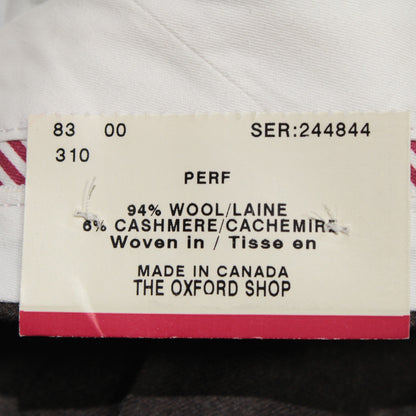 83 00 SER:244844
310
PERF
94% WOOL/LAINE
6% CASHMERE/CACHEMIRE
Woven in / Tisse en
MADE IN CANADA
THE OXFORD SHOP